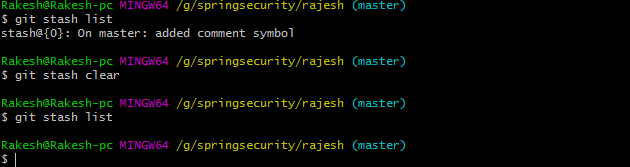 Rakesh@Rakesh-pc MINGW64 /g/springsecurity/rajesh (master)
$ git stash list
stash@{0}: On master: added comment symbol
Rakesh@Rakesh-pc MINGW64 /g/springsecurity/rajesh (master)
$ git stash clear
Rakesh@Rakesh-pc MINGW64 /g/springsecurity/rajesh (master)
$ git stash list
Rakesh@Rakesh-pc MINGW64 /g/springsecurity/rajesh (master)
$